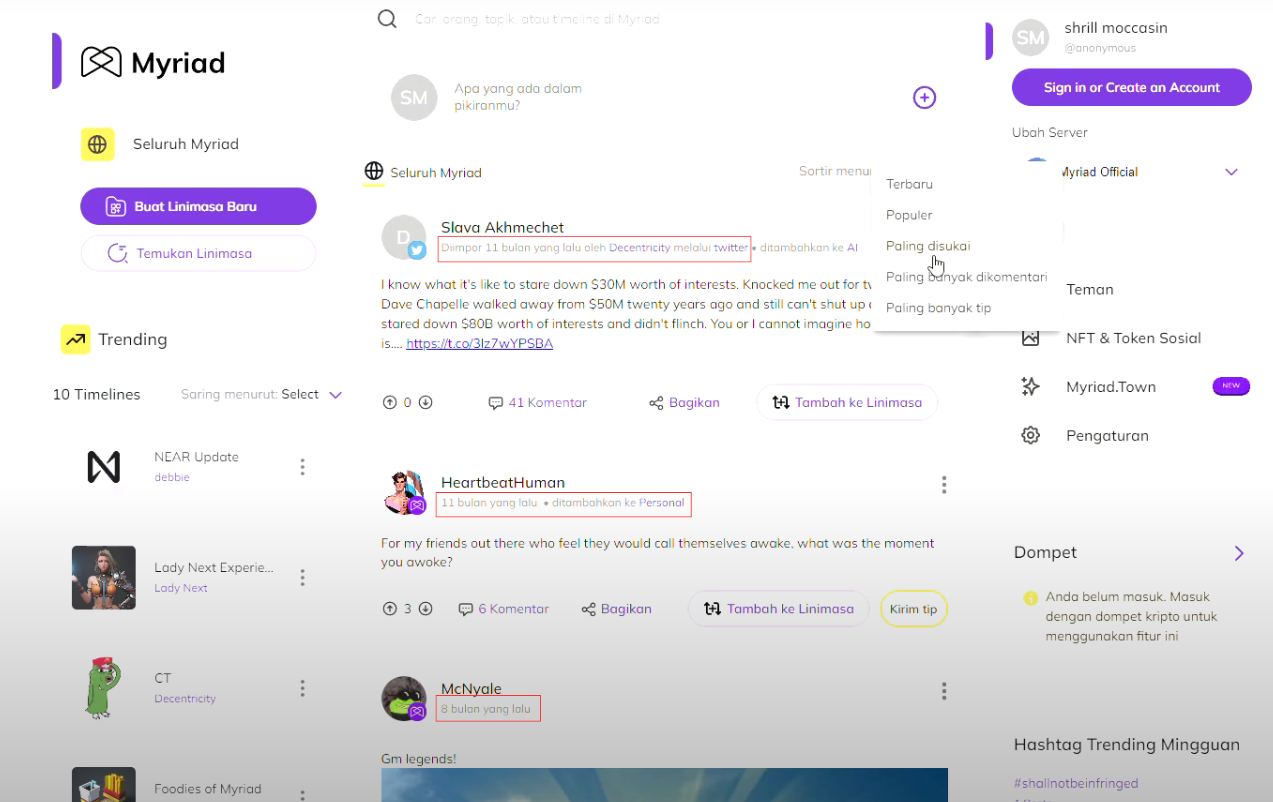 Myriad
Seluruh Myriad
Buat Linimasa Baru
Temukan Linimasa
Trending
10 Timelines
Saring menurut: Select
NEAR Update
debbie
Lady Next Experie...
Lady Next
CT
Decentricity
Foodies of Myriad
Cari orang, topik, atau timeline di Myriad
SM
Apa yang ada dalam
pikiranmu?
Seluruh Myriad
Sortir menuru
Terbaru
Populer
Paling disukai
Paling banyak dikomentari
Paling banyak tip
D
Slava Akhmechet
Diimpor 11 bulan yang lalu oleh Decentricity melalui twitter • ditambahkan ke AI
I know what it's like to stare down $30M worth of interests. Knocked me out for
Dave Chapelle walked away from $50M twenty years ago and still can't shut up
stared down $80B worth of interests and didn't flinch. You or I cannot imagine
is.... https://t.co/3lz7wYPSBA
0
41 Komentar
Bagikan
Tambah ke Linimasa
HeartbeatHuman
11 bulan yang lalu • ditambahkan ke Personal
For my friends out there who feel they would call themselves awake, what was the moment
you awoke?
3
6 Komentar
Bagikan
Tambah ke Linimasa
Kirim tip
McNyale
8 bulan yang lalu
Gm legends!
SM
shrill moccasin
@anonymous
Sign in or Create an Account
Ubah Server
Myriad Official
Teman
NFT & Token Sosial
Myriad.Town
NEW
Pengaturan
Dompet
Anda belum masuk. Masuk
dengan dompet kripto untuk
menggunakan fitur ini
Hashtag Trending Mingguan
#shallnotbeinfringed